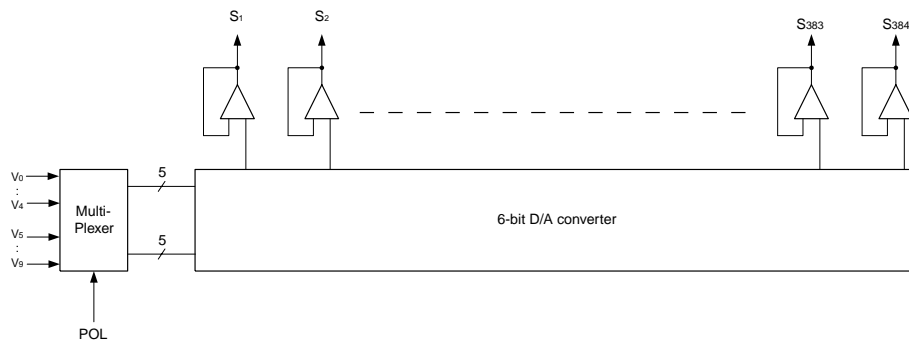 S1
S2
S383
S384
5
V0
:
V4
Multi-
Plexer
6-bit D/A converter
V5
:
V9
5
POL